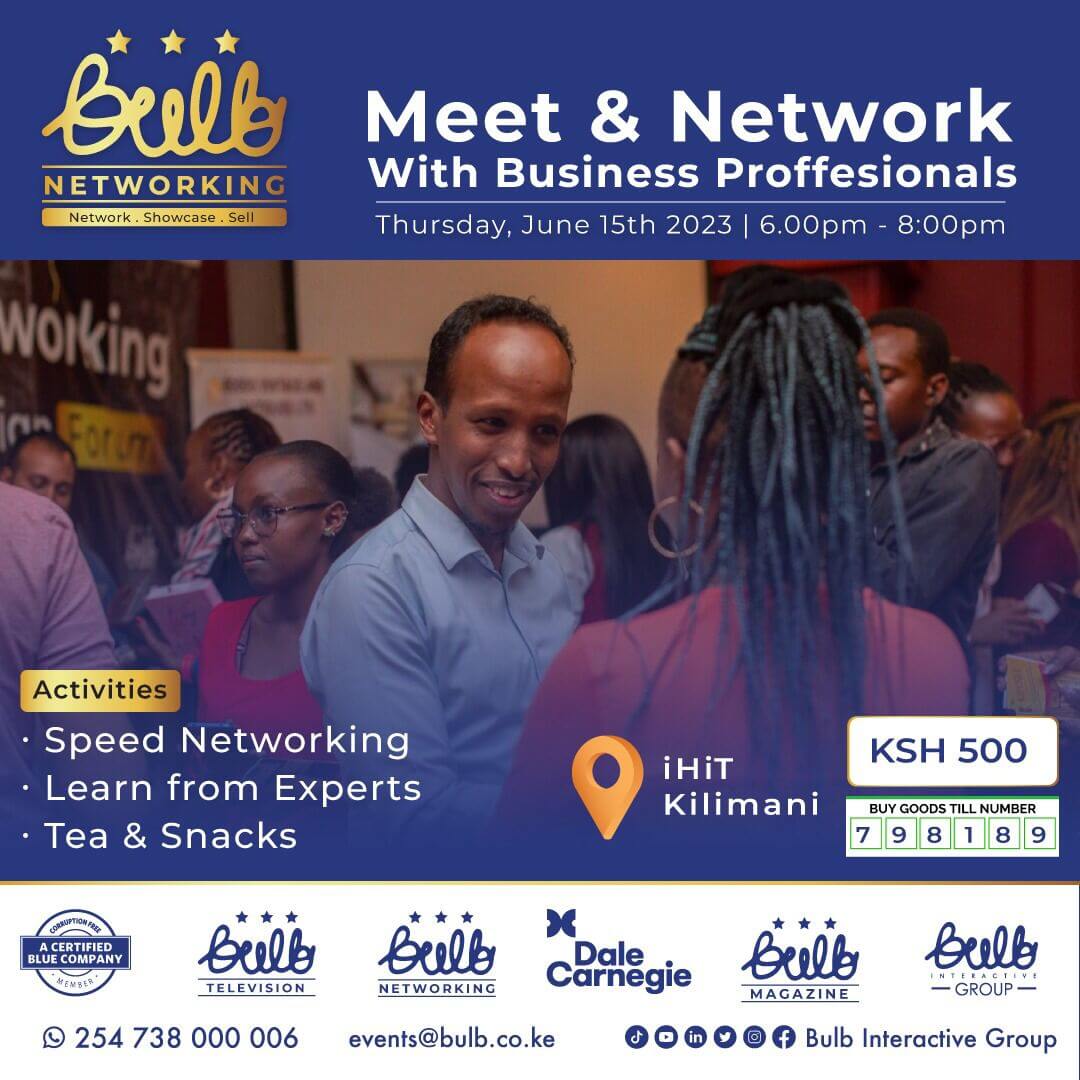 Bulb
NETWORKING
Network . Showcase . Sell
Meet & Network
With Business Proffesionals
Thursday, June 15th 2023 | 6.00pm - 8:00pm
working
Forum
Activities
· Speed Networking
· Learn from Experts
· Tea & Snacks
iHiT
Kilimani
KSH 500
BUY GOODS TILL NUMBER
798189
CORRUPTION FREE
A CERTIFIED
BLUE COMPANY
MEMBER
Bulb
TELEVISION
Bulb
NETWORKING
Dale
Carnegie
Bulb
MAGAZINE
Bulb
INTERACTIVE
GROUP
254 738 000 006
events@bulb.co.ke
Bulb Interactive Group